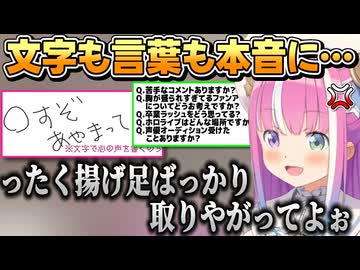 文字も言葉も本音に…
〇すぞ
あやまって
※文字で心の声を書くゆう
Q.苦手なコメントありますか?
Q.胸が盛られすぎてるファンアについてどうお考えですか?
Q.卒業ラッシュをどう思ってる?
Q.ホロライブはどんな場所ですか
Q.声優オーディション受けたことありますか?
ったく揚げ足ばっかり
取りやがってよぉ